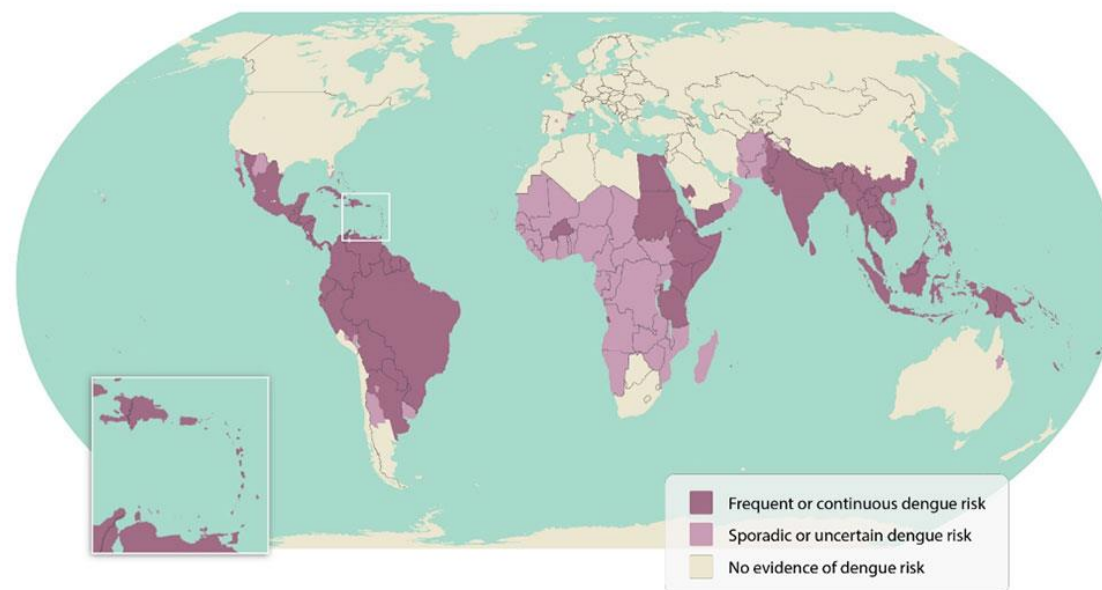 Frequent or continuous dengue risk
Sporadic or uncertain dengue risk
No evidence of dengue risk